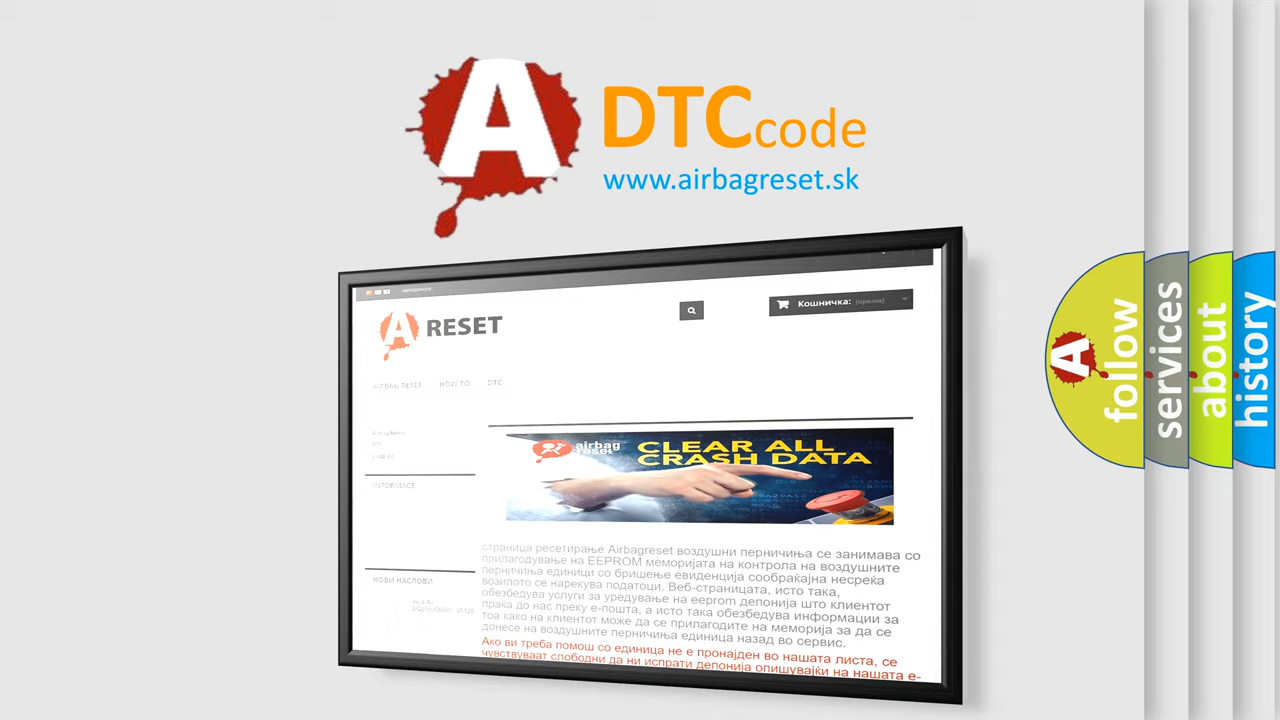 A DTCcode
www.airbagreset.sk
Кошничка: (празна)
A RESET
AIRBAG RESET HOW TO DTC
INFORMACE
airbag reset
CLEAR ALL
CRASH DATA
страница ресетирање Airbagreset воздушни перничиња се занимава со
прилагодување на EEPROM меморијата на контрола на воздушните
перничиња единици со бришење евиденција сообраќајна несреќа
возилото се нарекува податоци. Веб-страницата, исто така,
обезбедува услуги за уредување на eeprom депонија што клиентот
праќа до нас преку е-пошта, а исто така обезбедува информации за
тоа како на клиентот може да се прилагодите на меморија за да се
донесе на воздушните перничиња единица назад во сервис.
Ако ви треба помош со единица не е пронајден во нашата листа, се
чувствуваат слободни да ни испрати депонија опишувајќи на нашата е-
НОВИ НАСЛОВИ
A
follow
services
about
history